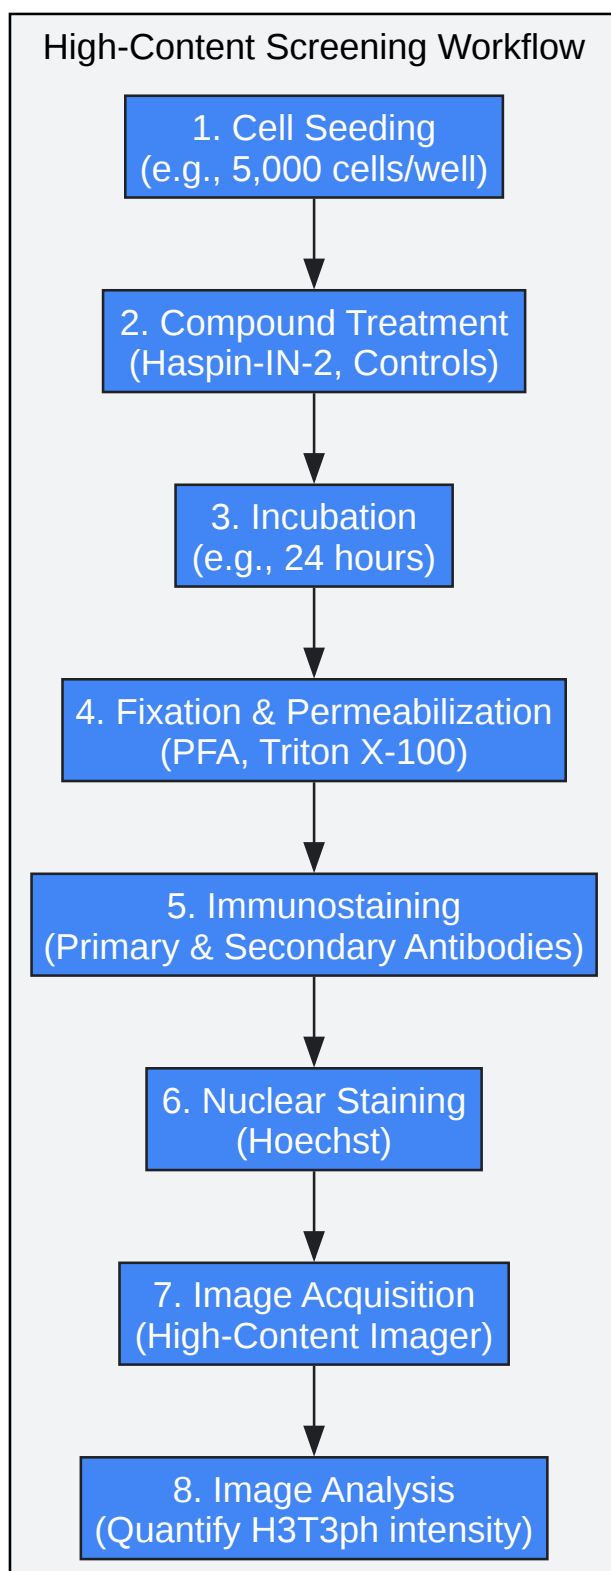 High-Content Screening Workflow
1. Cell Seeding
(e.g., 5,000 cells/well)
2. Compound Treatment
(Haspin-IN-2, Controls)
3. Incubation
(e.g., 24 hours)
4. Fixation & Permeabilization
(PFA, Triton X-100)
5. Immunostaining
(Primary & Secondary Antibodies)
6. Nuclear Staining
(Hoechst)
7. Image Acquisition
(High-Content Imager)
8. Image Analysis
(Quantify H3T3ph intensity)